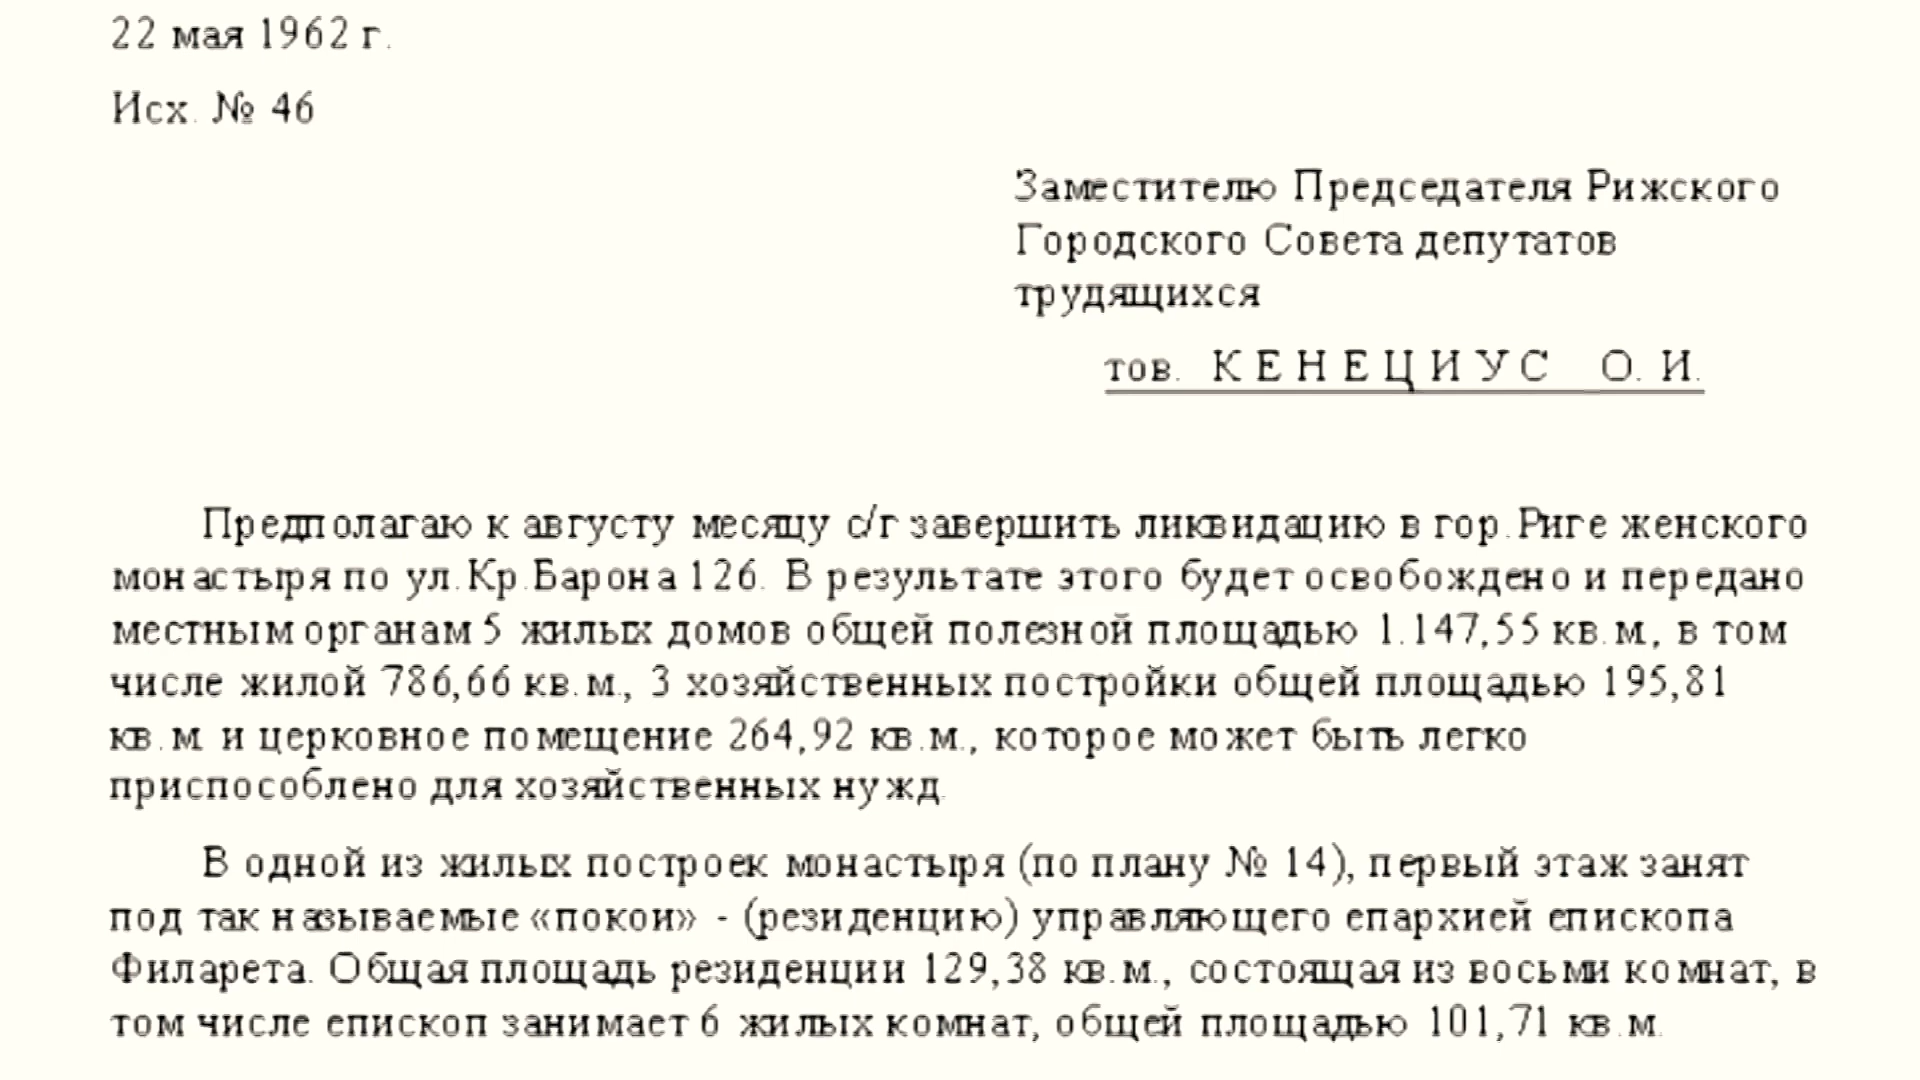 22 мая 1962 г.
Исх. № 46
Заместителю Председателя Рижского
Городского Совета депутатов
трудящихся
тов. КЕНЕЦИУС О. И.
Предполагаю к августу месяцу с/г завершить ликвидацию в гор.Риге женского
монастыря по ул.Кр.Барона 126. В результате этого будет освобождено и передано
местным органам 5 жилых домов общей полезной площадью 1.147,55 кв.м, в том
числе жилой 786,66 кв.м., 3 хозяйственных постройки общей площадью 195,81
кв.м и церковное помещение 264,92 кв.м., которое может быть легко
приспособлено для хозяйственных нужд.
В одной из жилых построек монастыря (по плану № 14), первый этаж занят
под так называемые «покои» - (резиденцию) управляющего епархией епископа
Филарета. Общая площадь резиденции 129,38 кв.м., состоящая из восьми комнат, в
том числе епископ занимает 6 жилых комнат, общей площадью 101,71 кв.м.